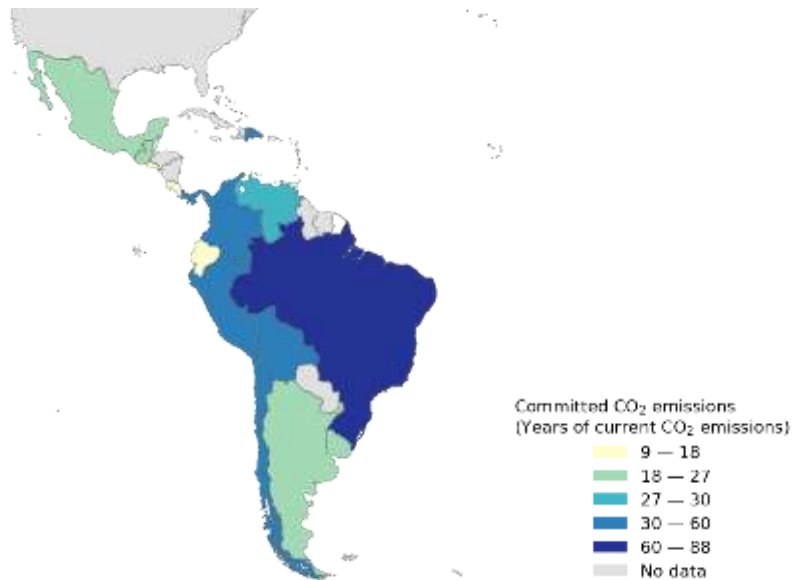 Committed CO₂ emissions
(Years of current CO₂ emissions)
9 — 18
18 — 27
27 — 30
30 — 60
60 — 88
No data